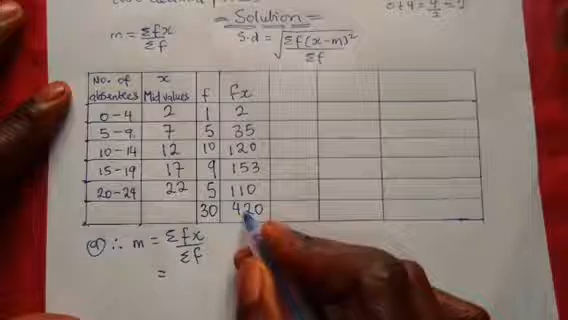 = Solution =
m = Σfx/Σf
S.d = √Σf(x-m)²/Σf
No. of absentees | x Mid values | f | fx
0-4 | 2 | 1 | 2
5-9 | 7 | 5 | 35
10-14 | 12 | 10 | 120
15-19 | 17 | 9 | 153
20-24 | 22 | 5 | 110
30 | 420
a) ∴ m = Σfx/Σf
=